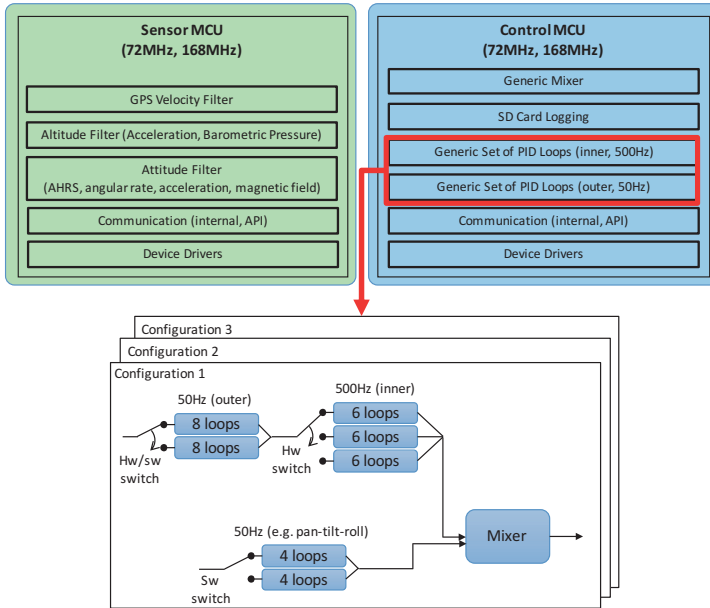 Sensor MCU
(72MHz, 168MHz)
GPS Velocity Filter
Altitude Filter (Acceleration, Barometric Pressure)
Attitude Filter
(AHRS, angular rate, acceleration, magnetic field)
Communication (internal, API)
Device Drivers
Control MCU
(72MHz, 168MHz)
Generic Mixer
SD Card Logging
Generic Set of PID Loops (inner, 500Hz)
Generic Set of PID Loops (outer, 50Hz)
Communication (internal, API)
Device Drivers
Configuration 3
Configuration 2
Configuration 1
50Hz (outer)
8 loops
8 loops
Hw/sw
switch
500Hz (inner)
6 loops
6 loops
6 loops
Hw
switch
50Hz (e.g. pan-tilt-roll)
4 loops
4 loops
Sw
switch
Mixer